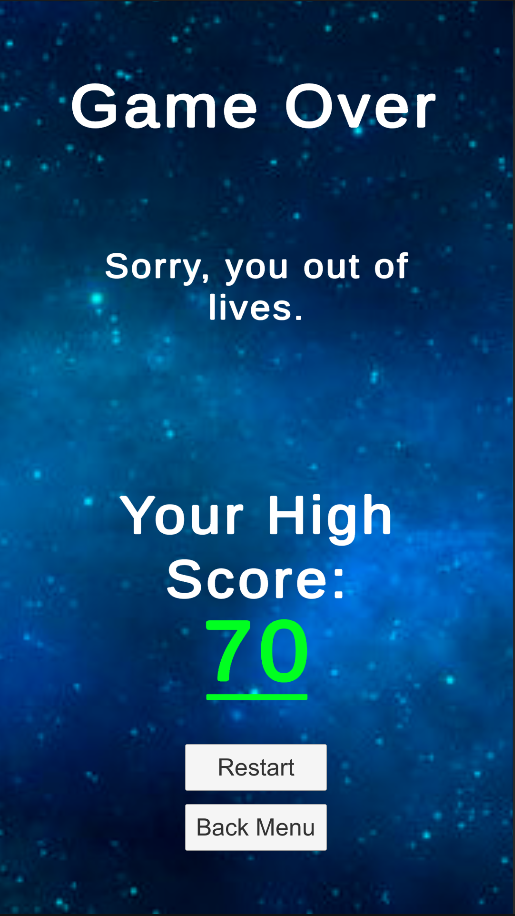 Game Over
Sorry, you out of
lives.
Your High
Score:
70
Restart
Back Menu